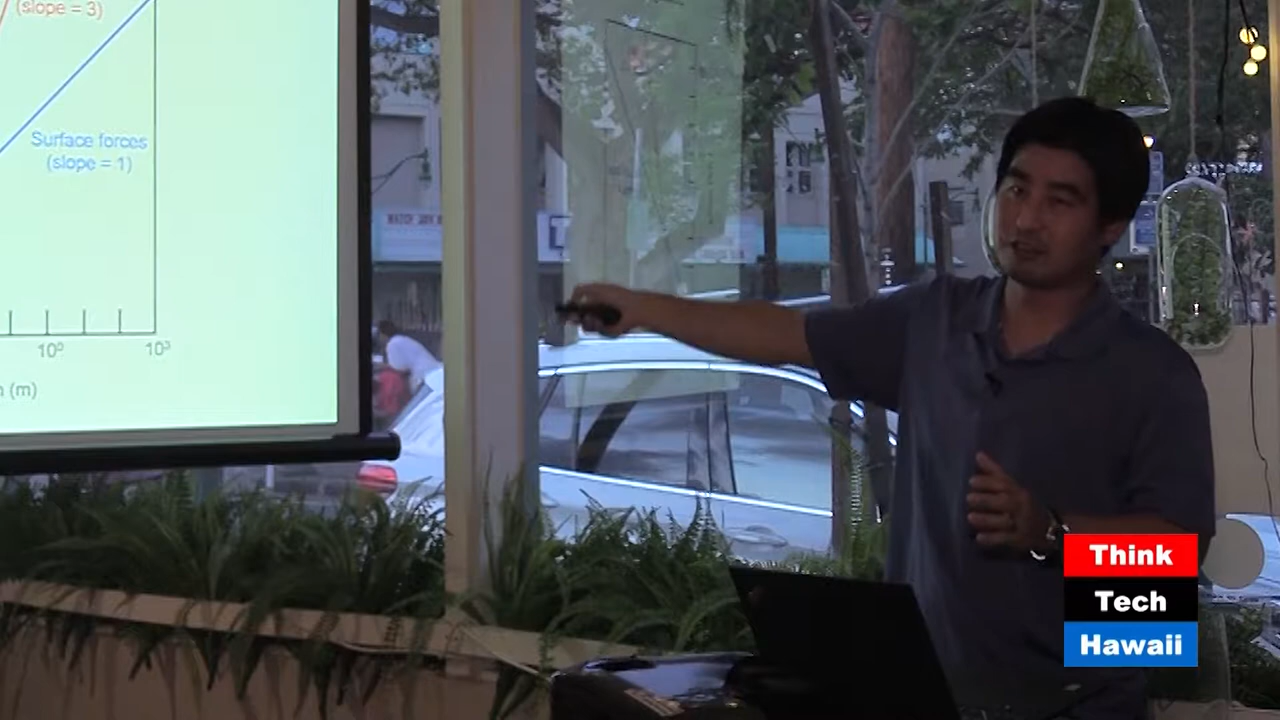 (slope = 3)
Surface forces
(slope = 1)
10⁰
10³
(m)
Think
Tech
Hawaii